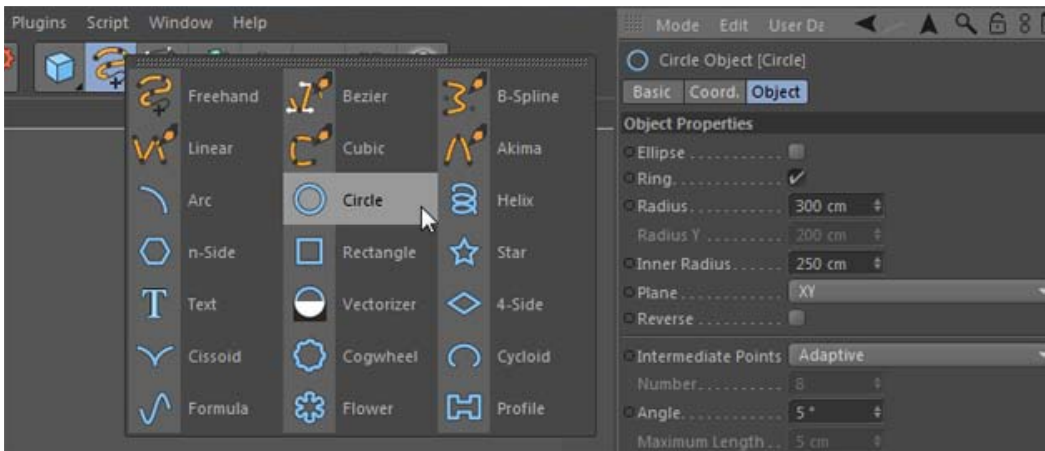 Plugins Script Window Help
Freehand Bezier B-Spline
Linear Cubic Akima
Arc Circle Helix
n-Side Rectangle Star
Text Vectorizer 4-Side
Cissoid Cogwheel Cycloid
Formula Flower Profile
Mode Edit User Da
Circle Object [Circle]
Basic Coord. Object
Object Properties
Ellipse
Ring
Radius 300 cm
Radius Y 200 cm
Inner Radius 250 cm
Plane XY
Reverse
Intermediate Points Adaptive
Number 8
Angle 5 °
Maximum Length 5 cm